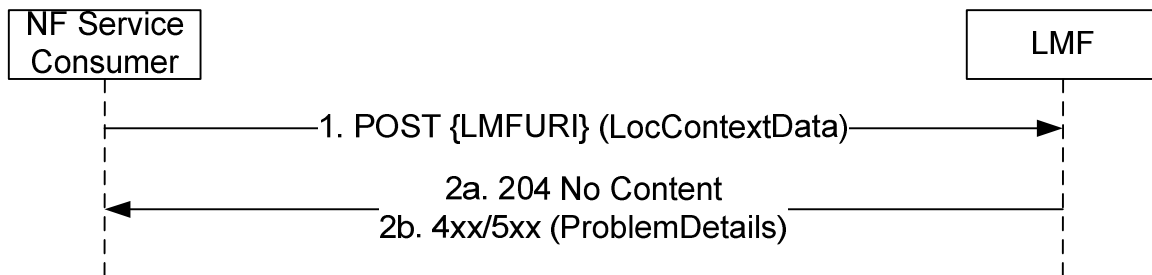 NF Service
Consumer
LMF
1. POST {LMFURI} (LocContextData)
2a. 204 No Content
2b. 4xx/5xx (ProblemDetails)